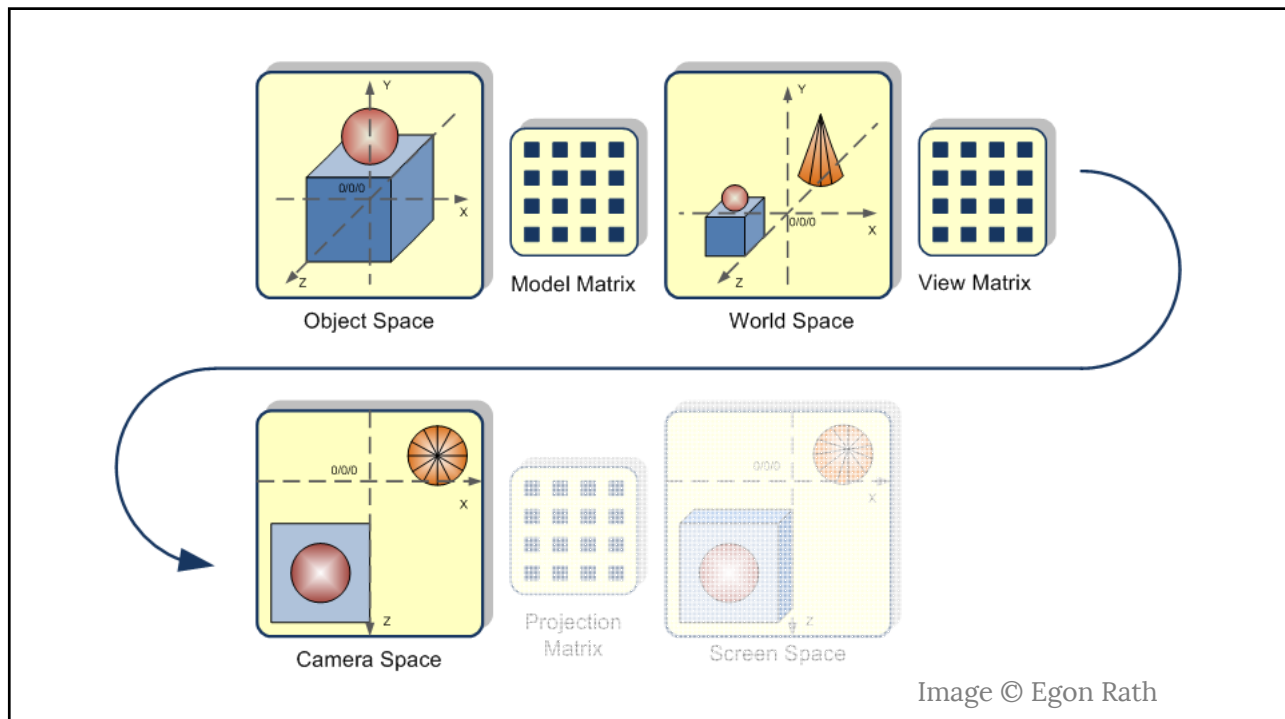 Y
0/0/0
X
Z
Object Space
Model Matrix
Y
0/0/0
X
Z
World Space
View Matrix
0/0/0
X
Z
Camera Space
Projection
Matrix
0/0/0
X
Z
Screen Space
Image © Egon Rath